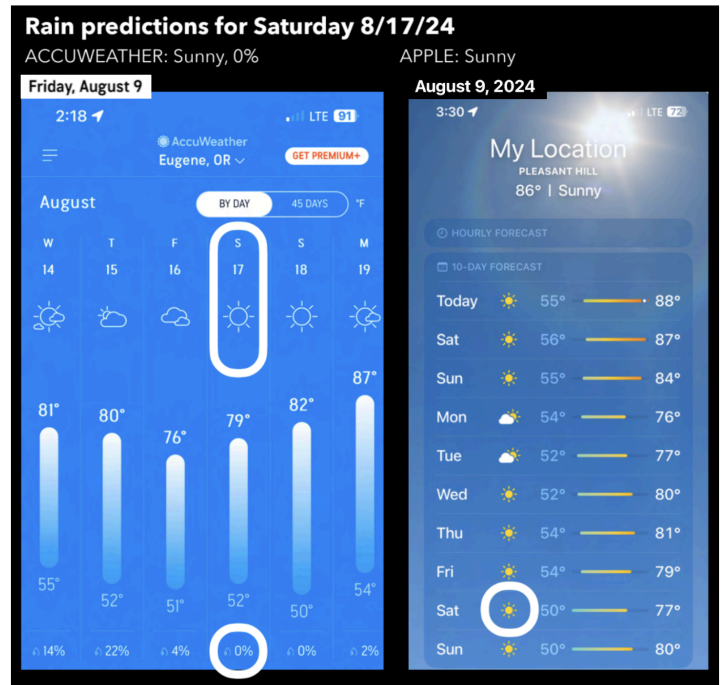 Rain predictions for Saturday 8/17/24
ACCUWEATHER: Sunny, 0%
APPLE: Sunny
Friday, August 9
2:18
LTE 91
AccuWeather
Eugene, OR
GET PREMIUM+
August
BY DAY
45 DAYS
°F
W T F S S M
14 15 16 17 18 19
81° 80° 76° 79° 82° 87°
55° 52° 51° 52° 50° 54°
14% 22% 4% 0% 0% 2%
August 9, 2024
3:30
LTE 72
My Location
PLEASANT HILL
86° | Sunny
HOURLY FORECAST
10-DAY FORECAST
Today 55° 88°
Sat 56° 87°
Sun 55° 84°
Mon 54° 76°
Tue 52° 77°
Wed 52° 80°
Thu 54° 81°
Fri 54° 79°
Sat 50° 77°
Sun 50° 80°